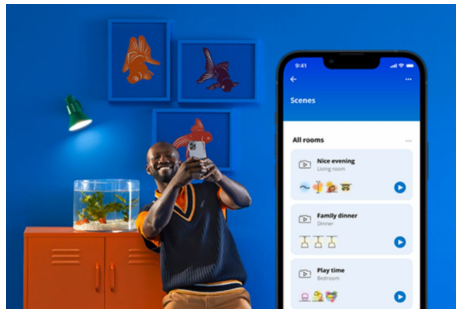 9:41
Scenes
All rooms
Nice evening
Living room
Family dinner
Dinner
Play time
Bedroom